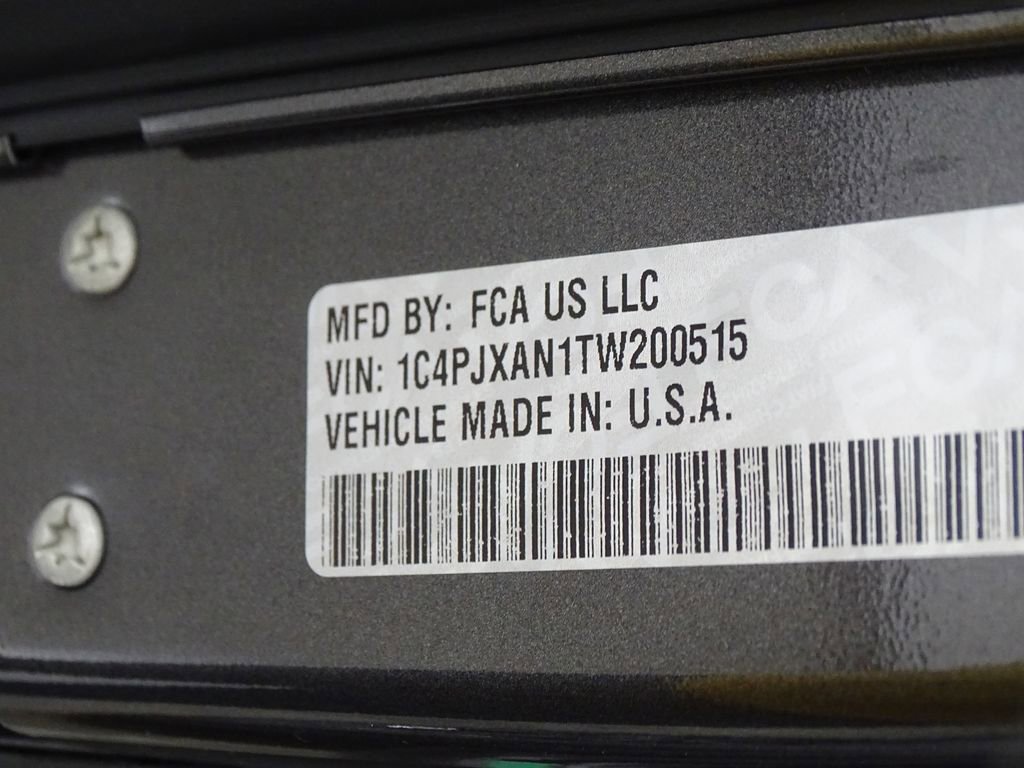 MFD BY: FCA US LLC
VIN: 1C4PJXAN1TW200515
VEHICLE MADE IN: U.S.A.